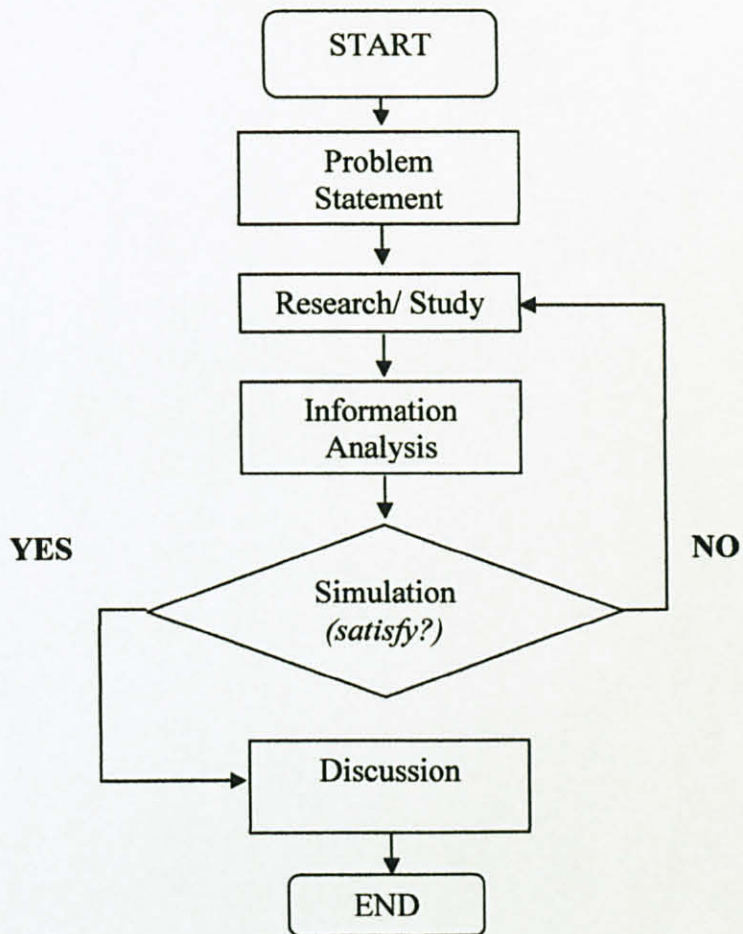 START
Problem
Statement
Research/ Study
Information
Analysis
YES
NO
Simulation
(satisfy?)
Discussion
END